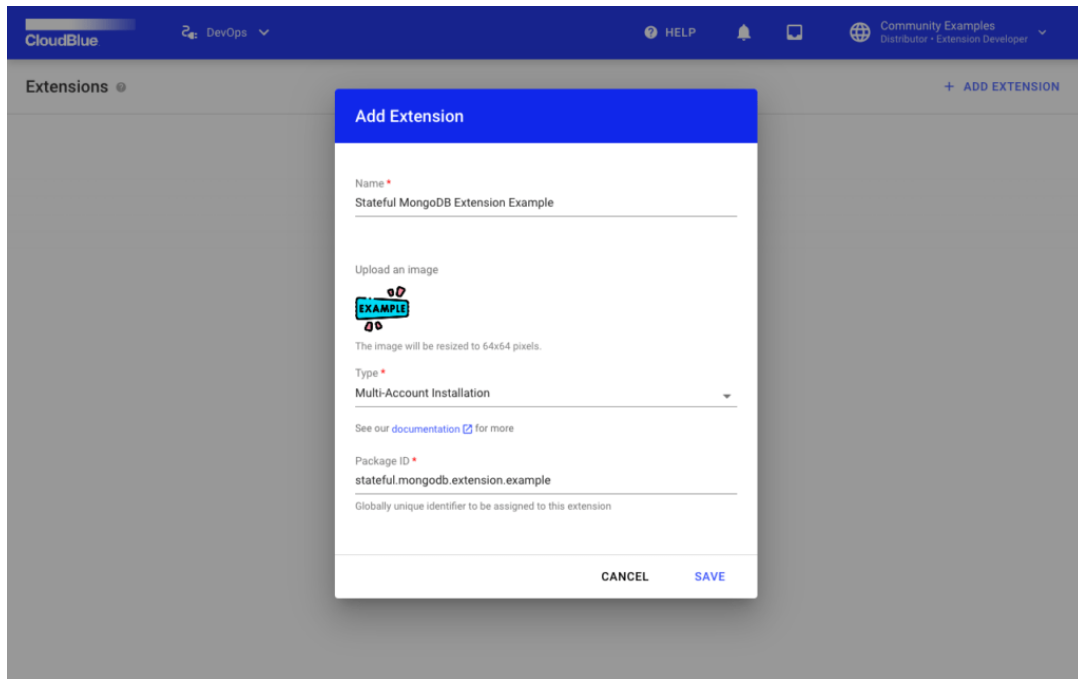 CloudBlue
DevOps
HELP
Community Examples
Distributor • Extension Developer
Extensions
+ ADD EXTENSION
Add Extension
Name *
Stateful MongoDB Extension Example
Upload an image
EXAMPLE
The image will be resized to 64x64 pixels.
Type *
Multi-Account Installation
See our documentation for more
Package ID *
stateful.mongodb.extension.example
Globally unique identifier to be assigned to this extension
CANCEL SAVE